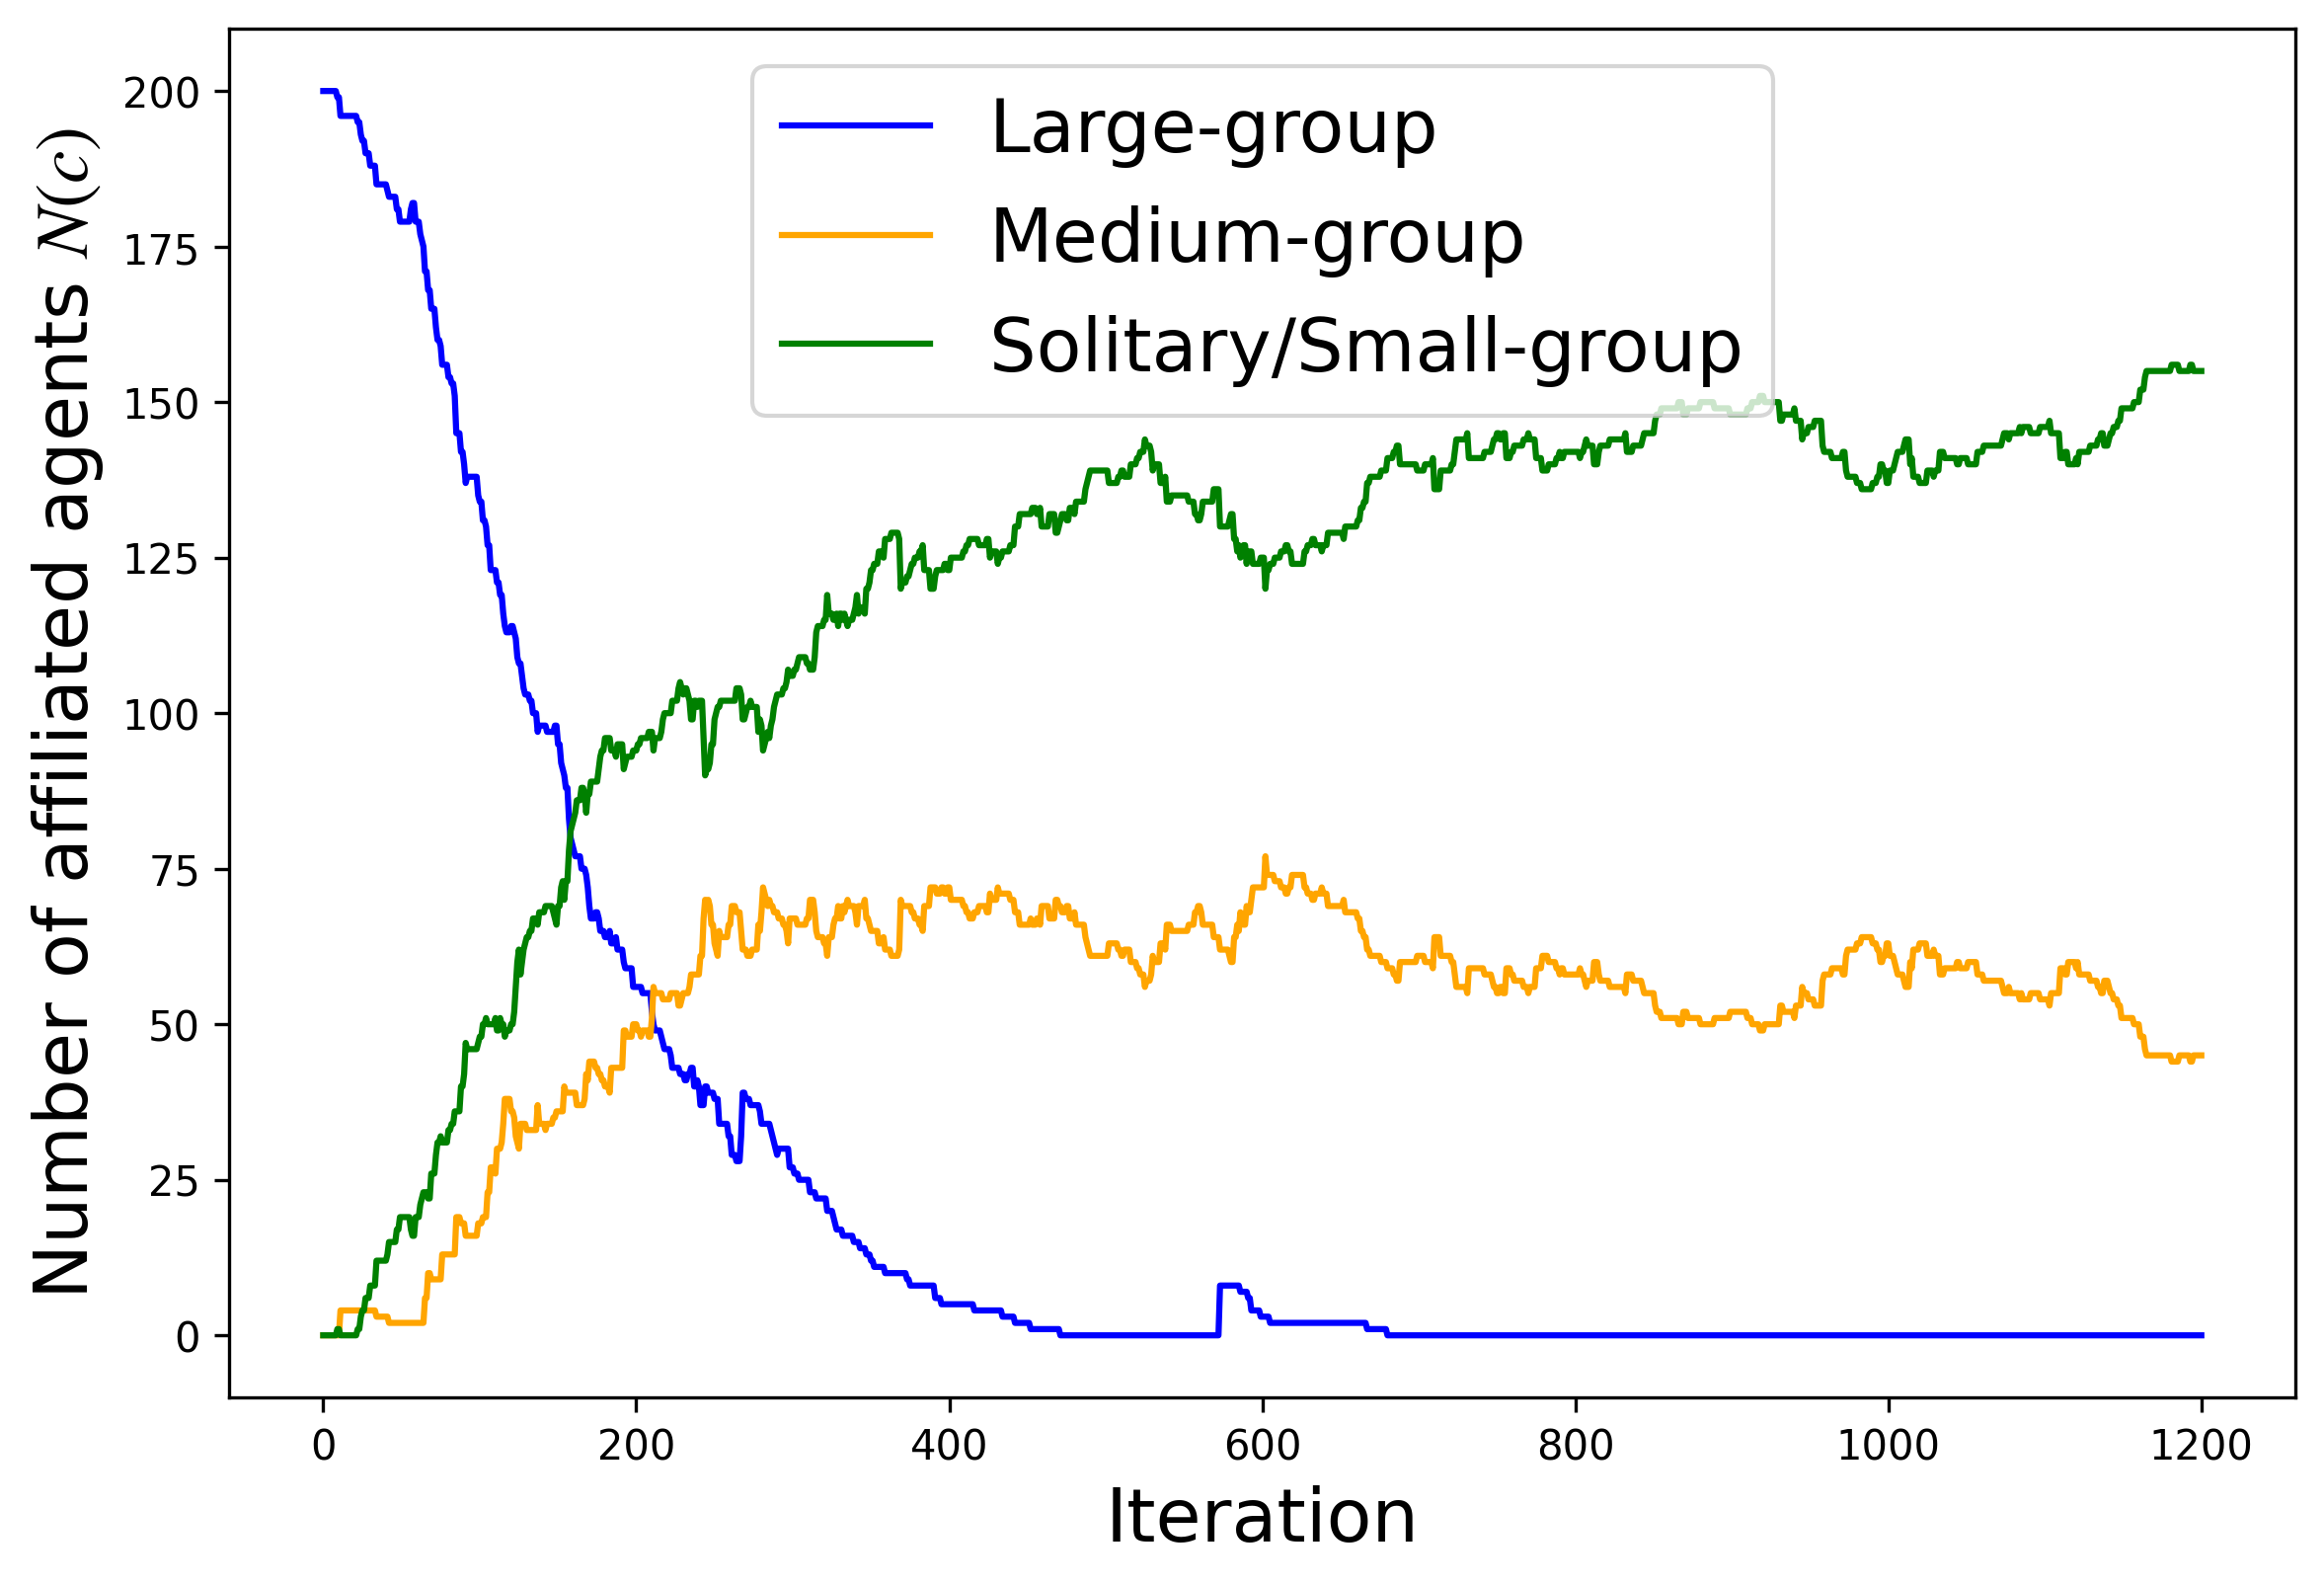 Number of affiliated agents N(c)
200
175
150
125
100
75
50
25
0
Large-group
Medium-group
Solitary/Small-group
0 200 400 600 800 1000 1200
Iteration